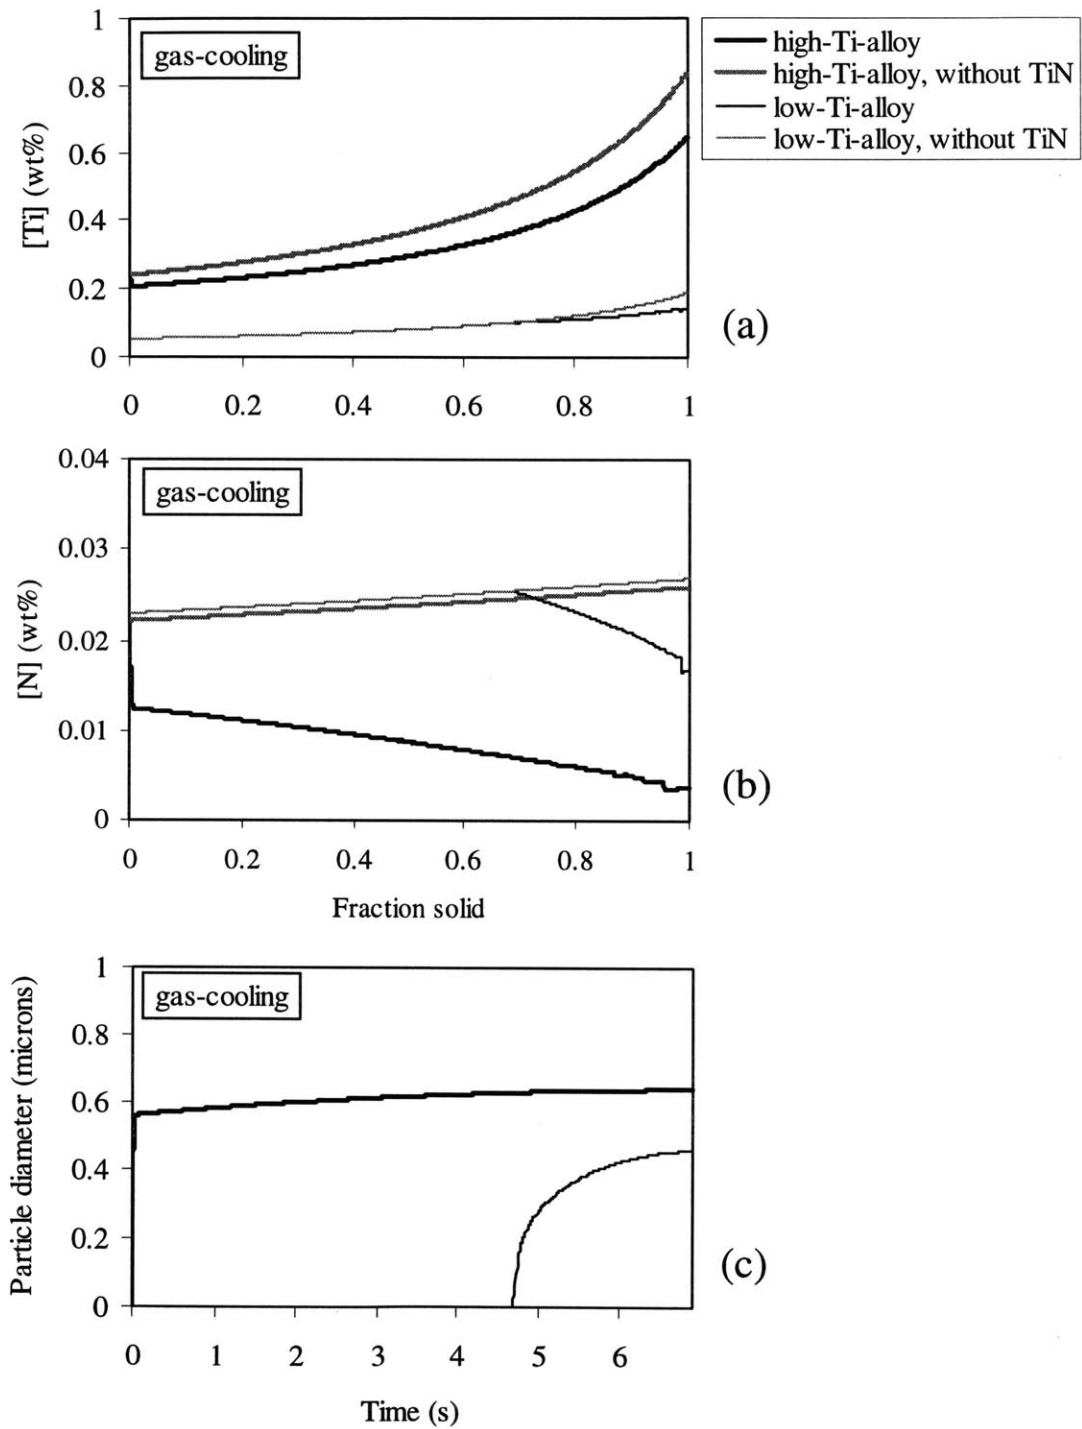 1
gas-cooling
0.8
0.6
0.4
0.2
0
[Ti] (wt%)
0 0.2 0.4 0.6 0.8 1
(a)
high-Ti-alloy
high-Ti-alloy, without TiN
low-Ti-alloy
low-Ti-alloy, without TiN
0.04
gas-cooling
0.03
0.02
0.01
0
[N] (wt%)
0 0.2 0.4 0.6 0.8 1
Fraction solid
(b)
1
gas-cooling
0.8
0.6
0.4
0.2
0
Particle diameter (microns)
0 1 2 3 4 5 6
Time (s)
(c)